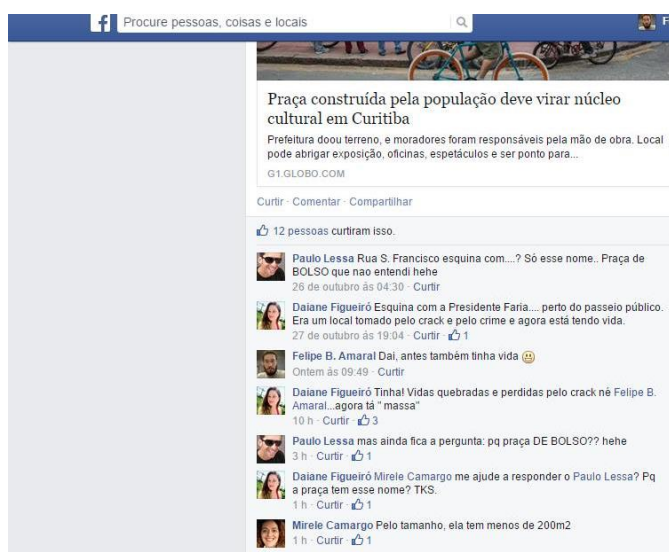 f Procure pessoas, coisas e locais F
Praça construída pela população deve virar núcleo
cultural em Curitiba
Prefeitura doou terreno, e moradores foram responsáveis pela mão de obra. Local
pode abrigar exposição, oficinas, espetáculos e ser ponto para...
G1.GLOBO.COM
Curtir · Comentar · Compartilhar
12 pessoas curtiram isso.
Paulo Lessa Rua S. Francisco esquina com....? Só esse nome.. Praça de
BOLSO que nao entendi hehe
26 de outubro às 04:30 · Curtir
Daiane Figueiró Esquina com a Presidente Faria.... perto do passeio público.
Era um local tomado pelo crack e pelo crime e agora está tendo vida.
27 de outubro às 19:04 · Curtir · 1
Felipe B. Amaral Dai, antes também tinha vida
Ontem às 09:49 · Curtir
Daiane Figueiró Tinha! Vidas quebradas e perdidas pelo crack né Felipe B.
Amaral...agora tá " massa"
10 h · Curtir · 3
Paulo Lessa mas ainda fica a pergunta: pq praça DE BOLSO?? hehe
3 h · Curtir · 1
Daiane Figueiró Mirele Camargo me ajude a responder o Paulo Lessa? Pq
a praça tem esse nome? TKS.
1 h · Curtir · 1
Mirele Camargo Pelo tamanho, ela tem menos de 200m2
1 h · Curtir · 1